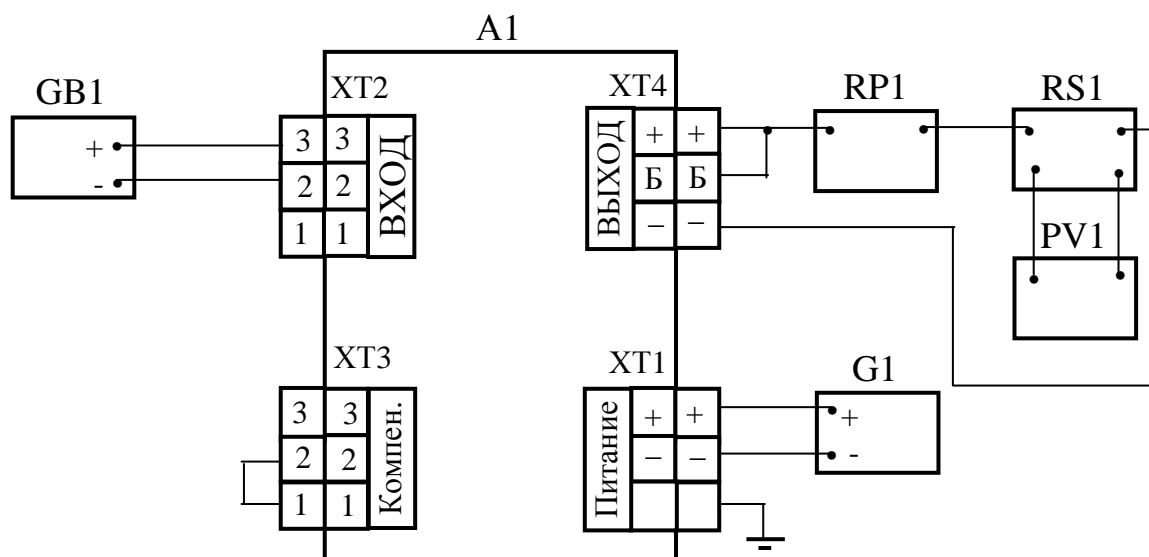 A1
GB1
+
-
XT2
3 3
2 2
1 1
ВХОД
XT4
ВЫХОД
+ +
Б Б
− −
RP1
RS1
PV1
XT3
3 3
2 2
1 1
Компен.
XT1
Питание
+ +
− −
G1
+
-